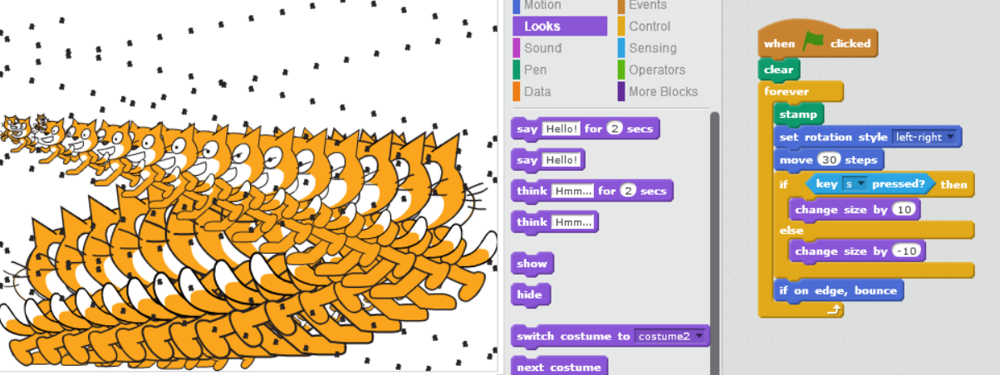 Motion
Events
Looks
Control
Sound
Sensing
Pen
Operators
Data
More Blocks
say Hello! for 2 secs
say Hello!
think Hmm... for 2 secs
think Hmm...
show
hide
switch costume to costume2
next costume
when clicked
clear
forever
stamp
set rotation style left-right
move 30 steps
if key s pressed? then
change size by 10
else
change size by -10
if on edge, bounce